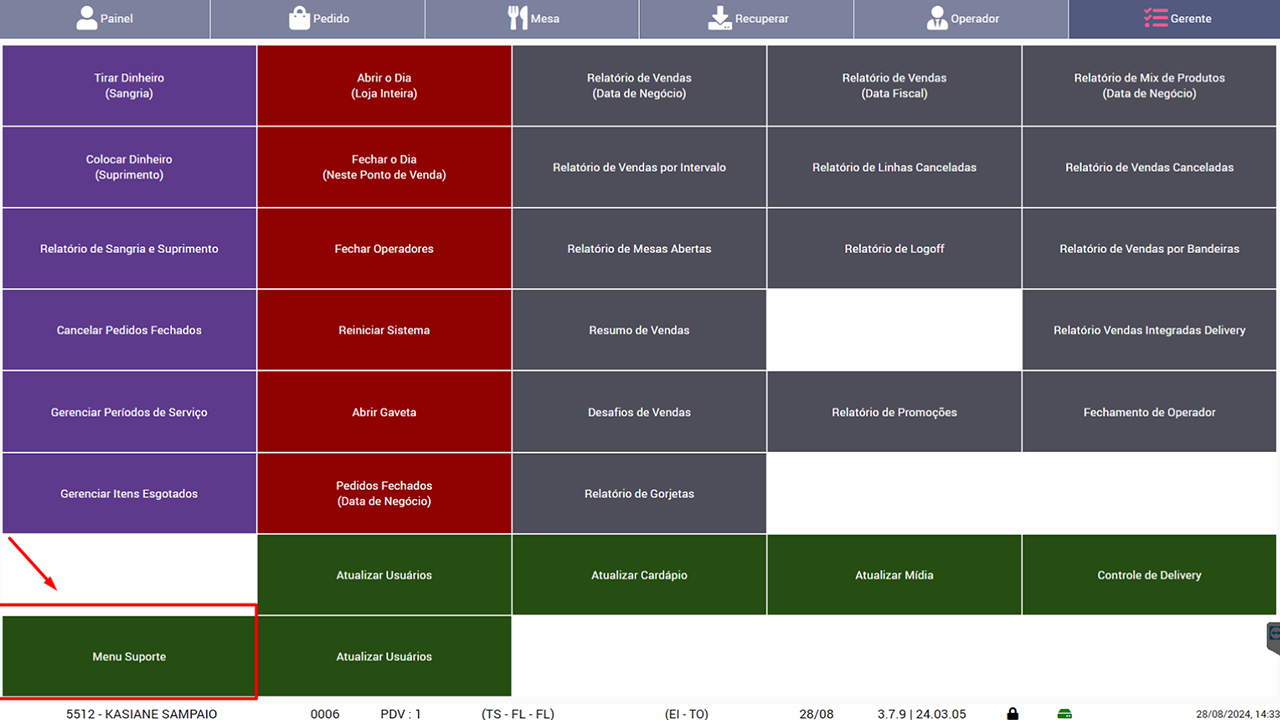 Painel
Pedido
Mesa
Recuperar
Operador
Gerente
Tirar Dinheiro
(Sangria)
Abrir o Dia
(Loja Inteira)
Relatório de Vendas
(Data de Negócio)
Relatório de Vendas
(Data Fiscal)
Relatório de Mix de Produtos
(Data de Negócio)
Colocar Dinheiro
(Suprimento)
Fechar o Dia
(Neste Ponto de Venda)
Relatório de Vendas por Intervalo
Relatório de Linhas Canceladas
Relatório de Vendas Canceladas
Relatório de Sangria e Suprimento
Fechar Operadores
Relatório de Mesas Abertas
Relatório de Logoff
Relatório de Vendas por Bandeiras
Cancelar Pedidos Fechados
Reiniciar Sistema
Resumo de Vendas
Relatório Vendas Integradas Delivery
Gerenciar Períodos de Serviço
Abrir Gaveta
Desafios de Vendas
Relatório de Promoções
Fechamento de Operador
Gerenciar Itens Esgotados
Pedidos Fechados
(Data de Negócio)
Relatório de Gorjetas
Atualizar Usuários
Atualizar Cardápio
Atualizar Mídia
Controle de Delivery
Menu Suporte
Atualizar Usuários
5512 - KASIANE SAMPAIO
0006
PDV : 1
(TS - FL - FL)
(EI - TO)
28/08
3.7.9 | 24.03.05
28/08/2024, 14:33